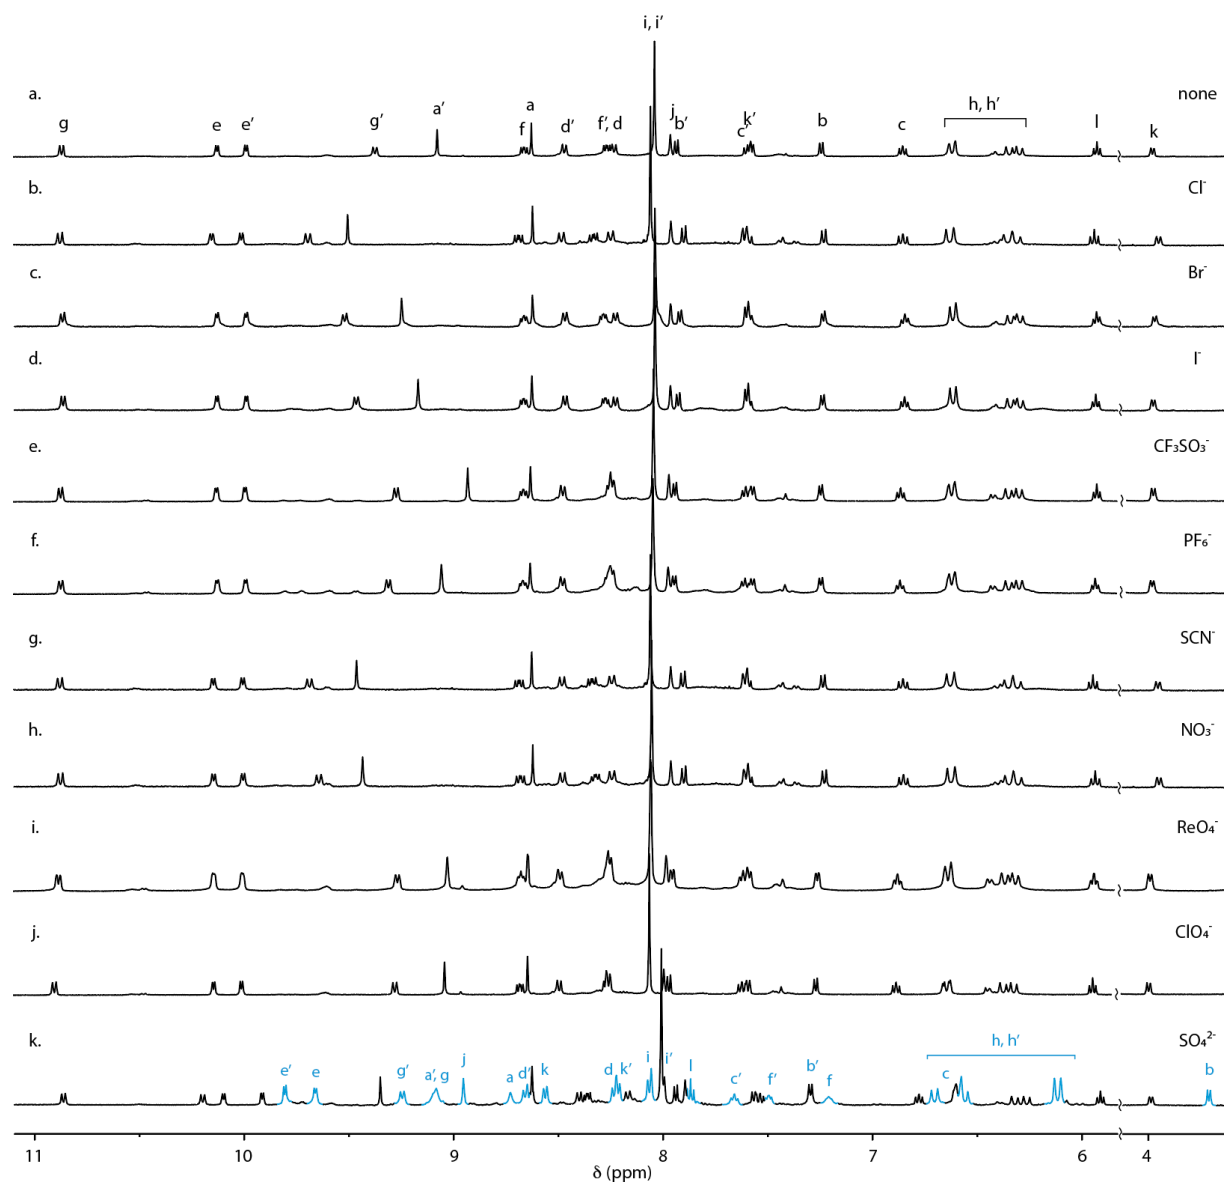 i, i′
a. none
g e e′ g′ a′ f a d′ f′, d j b′ c′ k′ b c h, h′ l k
b. Cl⁻
c. Br⁻
d. I⁻
e. CF₃SO₃⁻
f. PF₆⁻
g. SCN⁻
h. NO₃⁻
i. ReO₄⁻
j. ClO₄⁻
k. SO₄²⁻
e′ e g′ a′, g j a d′ k d k′ i i′ l c′ f′ b′ f c h, h′ b
11 10 9 8 7 6 4
δ (ppm)